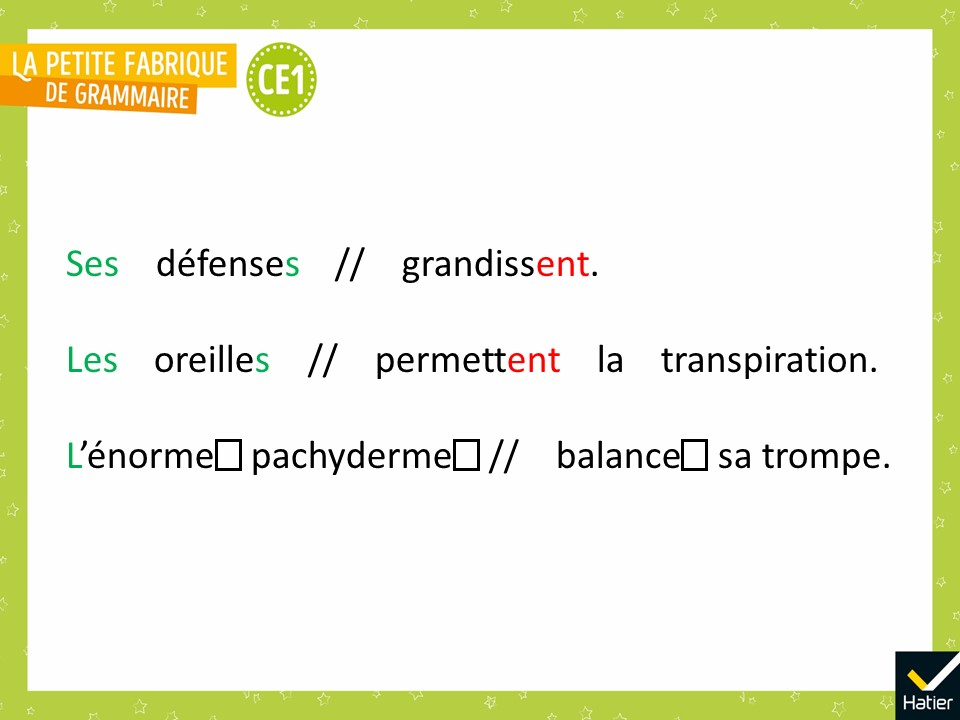 LA PETITE FABRIQUE
DE GRAMMAIRE
CE1
Ses défenses // grandissent.
Les oreilles // permettent la transpiration.
L’énorme□ pachyderme□ // balance□ sa trompe.
Hatier